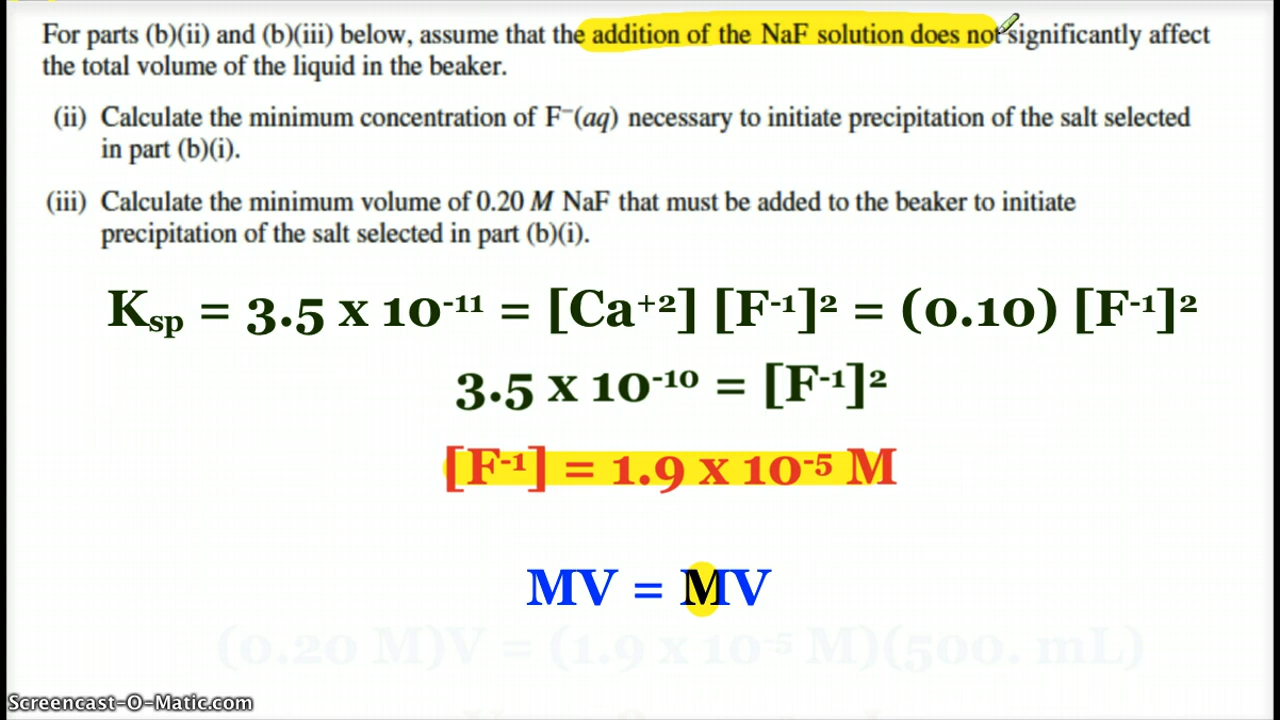 For parts (b)(ii) and (b)(iii) below, assume that the addition of the NaF solution does not significantly affect
the total volume of the liquid in the beaker.
(ii) Calculate the minimum concentration of F⁻(aq) necessary to initiate precipitation of the salt selected
in part (b)(i).
(iii) Calculate the minimum volume of 0.20 M NaF that must be added to the beaker to initiate
precipitation of the salt selected in part (b)(i).
Ksp = 3.5 x 10⁻¹¹ = [Ca⁺²] [F⁻¹]² = (0.10) [F⁻¹]²
3.5 x 10⁻¹⁰ = [F⁻¹]²
[F⁻¹] = 1.9 x 10⁻⁵ M
MV = MV
(0.20 M)V = (1.9 x 10⁻⁵ M)(500. mL)
Screencast-O-Matic.com